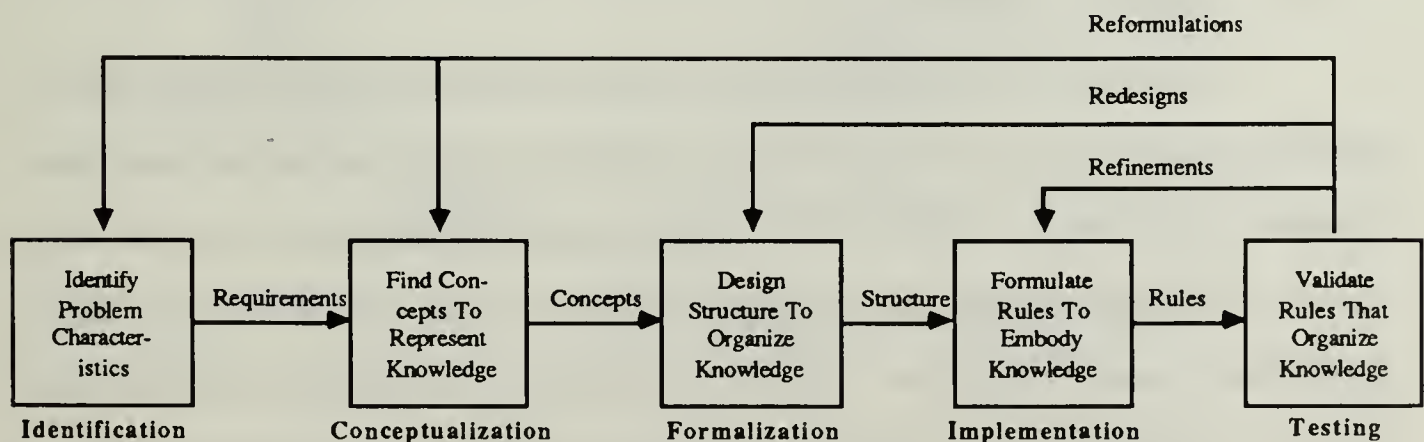 Reformulations
Redesigns
Refinements
Identify
Problem
Character-
istics
Requirements
Find Con-
cepts To
Represent
Knowledge
Concepts
Design
Structure To
Organize
Knowledge
Structure
Formulate
Rules To
Embody
Knowledge
Rules
Validate
Rules That
Organize
Knowledge
Identification
Conceptualization
Formalization
Implementation
Testing